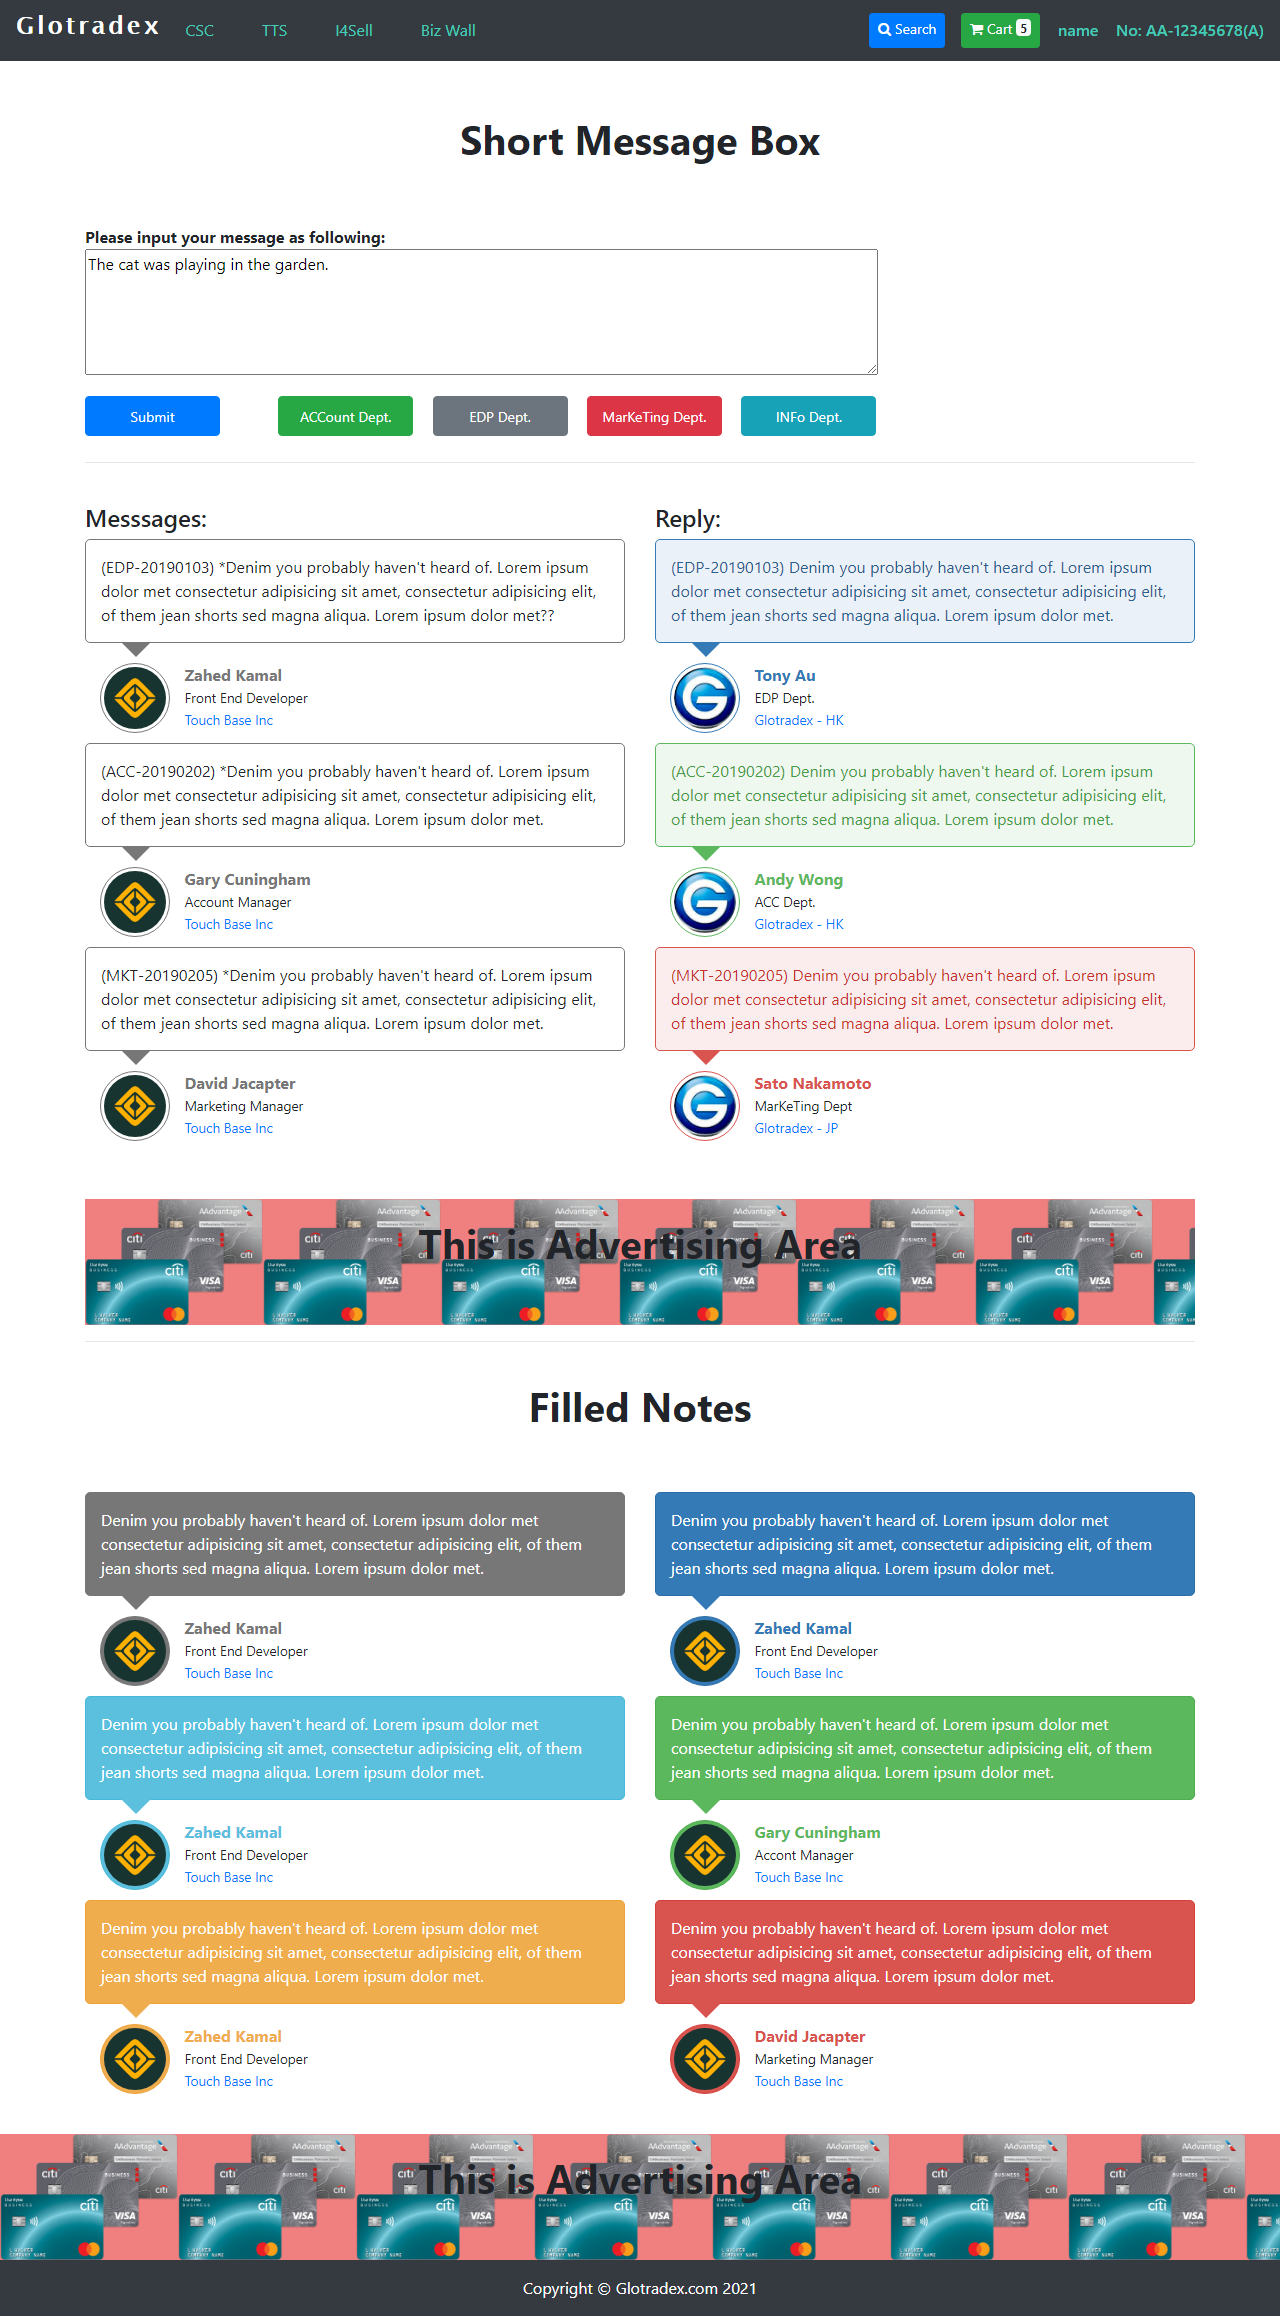 Glotradex CSC TTS I4Sell Biz Wall Search Cart 5 name No: AA-12345678(A)
Short Message Box
Please input your message as following:
The cat was playing in the garden.
Submit ACCount Dept. EDP Dept. MarKeTing Dept. INFo Dept.
Messsages:
(EDP-20190103) *Denim you probably haven't heard of. Lorem ipsum
dolor met consectetur adipisicing sit amet, consectetur adipisicing elit,
of them jean shorts sed magna aliqua. Lorem ipsum dolor met??
Zahed Kamal
Front End Developer
Touch Base Inc
(ACC-20190202) *Denim you probably haven't heard of. Lorem ipsum
dolor met consectetur adipisicing sit amet, consectetur adipisicing elit,
of them jean shorts sed magna aliqua. Lorem ipsum dolor met.
Gary Cuningham
Account Manager
Touch Base Inc
(MKT-20190205) *Denim you probably haven't heard of. Lorem ipsum
dolor met consectetur adipisicing sit amet, consectetur adipisicing elit,
of them jean shorts sed magna aliqua. Lorem ipsum dolor met.
David Jacapter
Marketing Manager
Touch Base Inc
Reply:
(EDP-20190103) Denim you probably haven't heard of. Lorem ipsum
dolor met consectetur adipisicing sit amet, consectetur adipisicing elit,
of them jean shorts sed magna aliqua. Lorem ipsum dolor met.
Tony Au
EDP Dept.
Glotradex - HK
(ACC-20190202) Denim you probably haven't heard of. Lorem ipsum
dolor met consectetur adipisicing sit amet, consectetur adipisicing elit,
of them jean shorts sed magna aliqua. Lorem ipsum dolor met.
Andy Wong
ACC Dept.
Glotradex - HK
(MKT-20190205) Denim you probably haven't heard of. Lorem ipsum
dolor met consectetur adipisicing sit amet, consectetur adipisicing elit,
of them jean shorts sed magna aliqua. Lorem ipsum dolor met.
Sato Nakamoto
MarKeTing Dept
Glotradex - JP
This is Advertising Area
Filled Notes
Denim you probably haven't heard of. Lorem ipsum dolor met
consectetur adipisicing sit amet, consectetur adipisicing elit, of them
jean shorts sed magna aliqua. Lorem ipsum dolor met.
Zahed Kamal
Front End Developer
Touch Base Inc
Denim you probably haven't heard of. Lorem ipsum dolor met
consectetur adipisicing sit amet, consectetur adipisicing elit, of them
jean shorts sed magna aliqua. Lorem ipsum dolor met.
Zahed Kamal
Front End Developer
Touch Base Inc
Denim you probably haven't heard of. Lorem ipsum dolor met
consectetur adipisicing sit amet, consectetur adipisicing elit, of them
jean shorts sed magna aliqua. Lorem ipsum dolor met.
Zahed Kamal
Front End Developer
Touch Base Inc
Denim you probably haven't heard of. Lorem ipsum dolor met
consectetur adipisicing sit amet, consectetur adipisicing elit, of them
jean shorts sed magna aliqua. Lorem ipsum dolor met.
Gary Cuningham
Accont Manager
Touch Base Inc
Denim you probably haven't heard of. Lorem ipsum dolor met
consectetur adipisicing sit amet, consectetur adipisicing elit, of them
jean shorts sed magna aliqua. Lorem ipsum dolor met.
Zahed Kamal
Front End Developer
Touch Base Inc
Denim you probably haven't heard of. Lorem ipsum dolor met
consectetur adipisicing sit amet, consectetur adipisicing elit, of them
jean shorts sed magna aliqua. Lorem ipsum dolor met.
David Jacapter
Marketing Manager
Touch Base Inc
This is Advertising Area
Copyright © Glotradex.com 2021